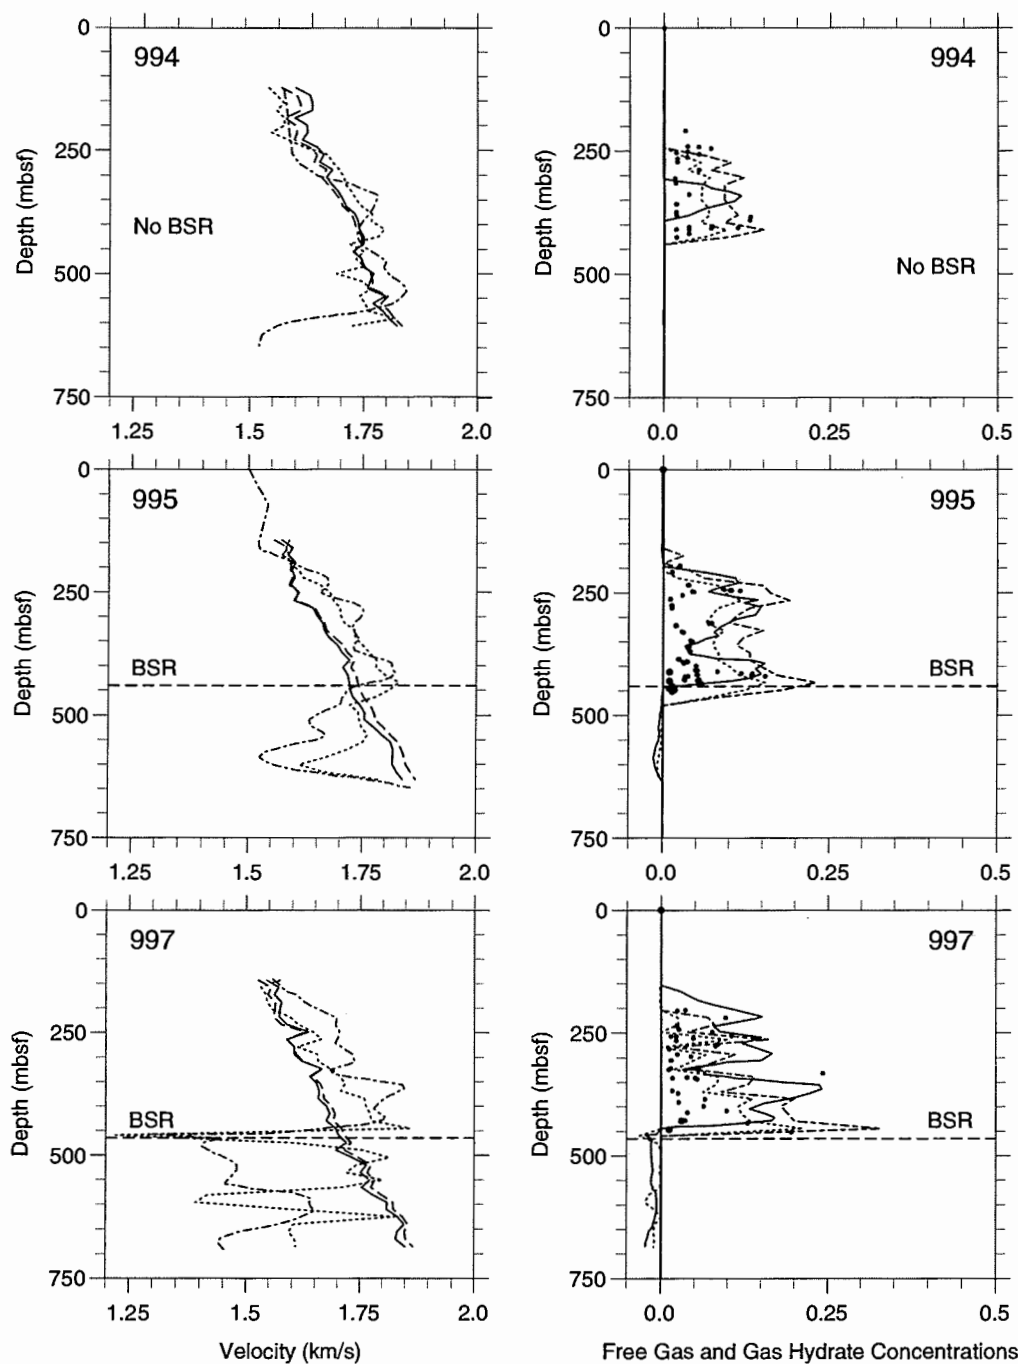 0
994
250
No BSR
500
750
1.25 1.5 1.75 2.0
Depth (mbsf)
0
994
250
No BSR
500
750
0.0 0.25 0.5
Depth (mbsf)
0
995
250
BSR
500
750
1.25 1.5 1.75 2.0
Depth (mbsf)
0
995
250
BSR
500
750
0.0 0.25 0.5
Depth (mbsf)
0
997
250
BSR
500
750
1.25 1.5 1.75 2.0
Depth (mbsf)
Velocity (km/s)
0
997
250
BSR
500
750
0.0 0.25 0.5
Depth (mbsf)
Free Gas and Gas Hydrate Concentrations